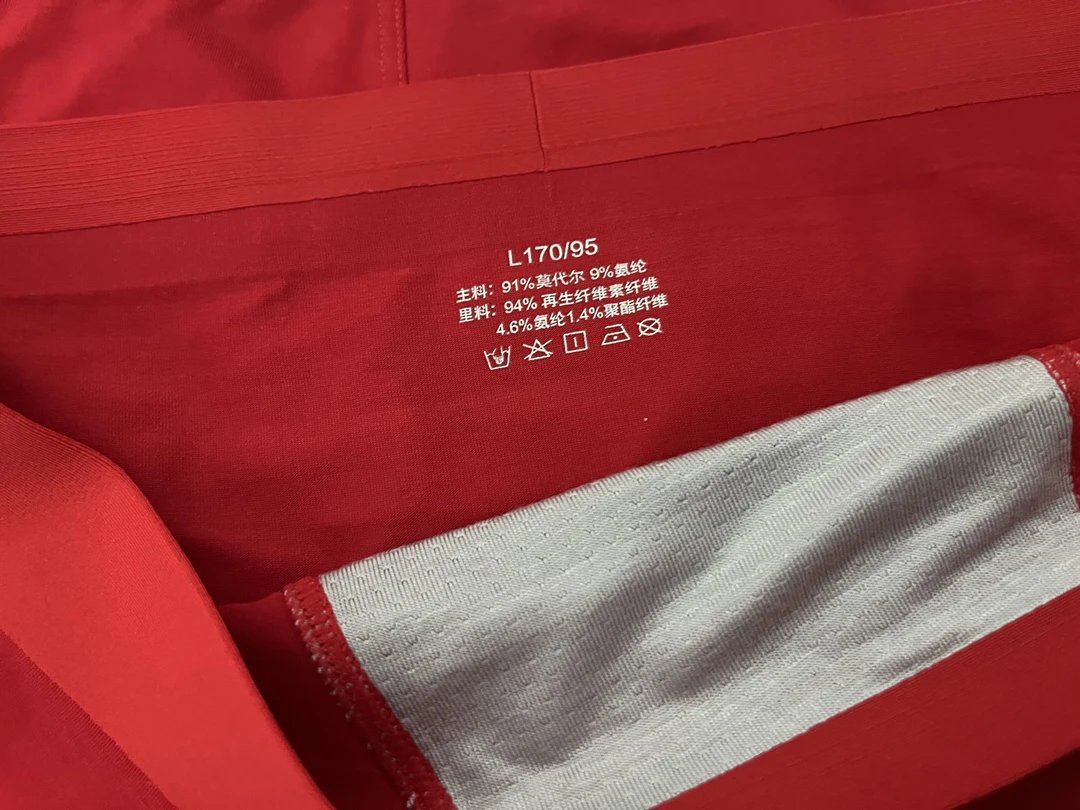 L170/95
主料：91%莫代尔 9%氨纶
里料：94% 再生纤维素纤维
4.6%氨纶1.4%聚酯纤维